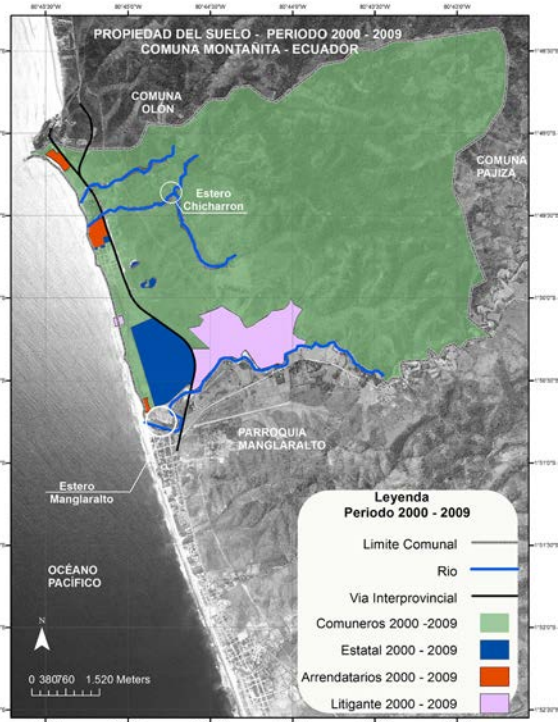 PROPIEDAD DEL SUELO - PERIODO 2000 - 2009
COMUNA MONTAÑITA - ECUADOR
COMUNA
OLÓN
COMUNA
PAJIZA
Estero
Chicharron
PARROQUIA
MANGLARALTO
Estero
Manglaralto
OCÉANO
PACÍFICO
N
0 380760 1.520 Meters
Leyenda
Periodo 2000 - 2009
Limite Comunal
Rio
Via Interprovincial
Comuneros 2000 -2009
Estatal 2000 - 2009
Arrendatarios 2000 - 2009
Litigante 2000 - 2009